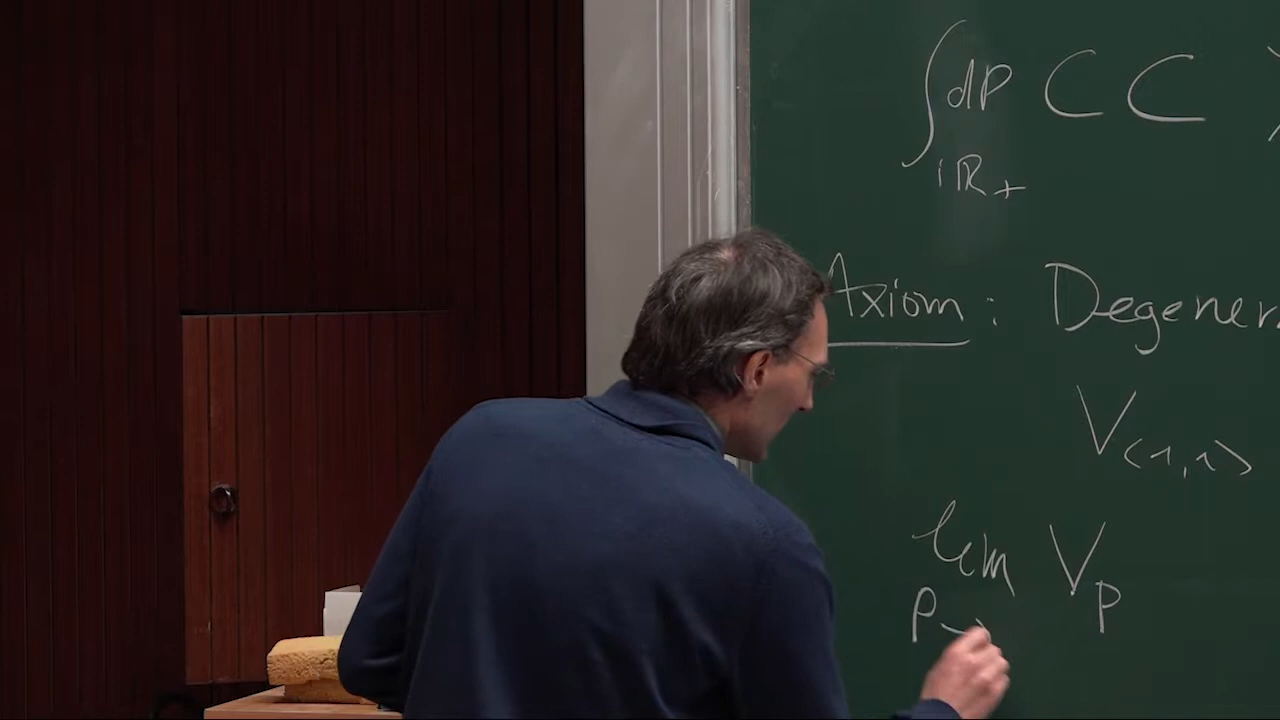 ∫dP C C
iℝ+
Axiom: Degener
V<1,1>
lim V_P
P→